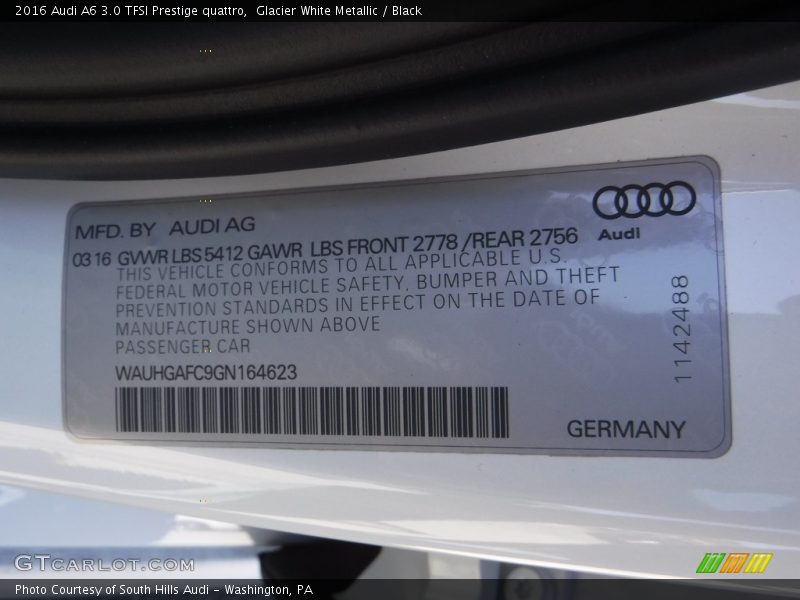 2016 Audi A6 3.0 TFSI Prestige quattro,  Glacier White Metallic / Black
MFD. BY AUDI AG
Audi
03 16 GVWR LBS 5412 GAWR LBS FRONT 2778 /REAR 2756
THIS VEHICLE CONFORMS TO ALL APPLICABLE U.S.
FEDERAL MOTOR VEHICLE SAFETY, BUMPER AND THEFT
PREVENTION STANDARDS IN EFFECT ON THE DATE OF
MANUFACTURE SHOWN ABOVE
PASSENGER CAR
WAUHGAFC9GN164623
1142488
GERMANY
GTCARLOT.COM
Photo Courtesy of South Hills Audi - Washington, PA